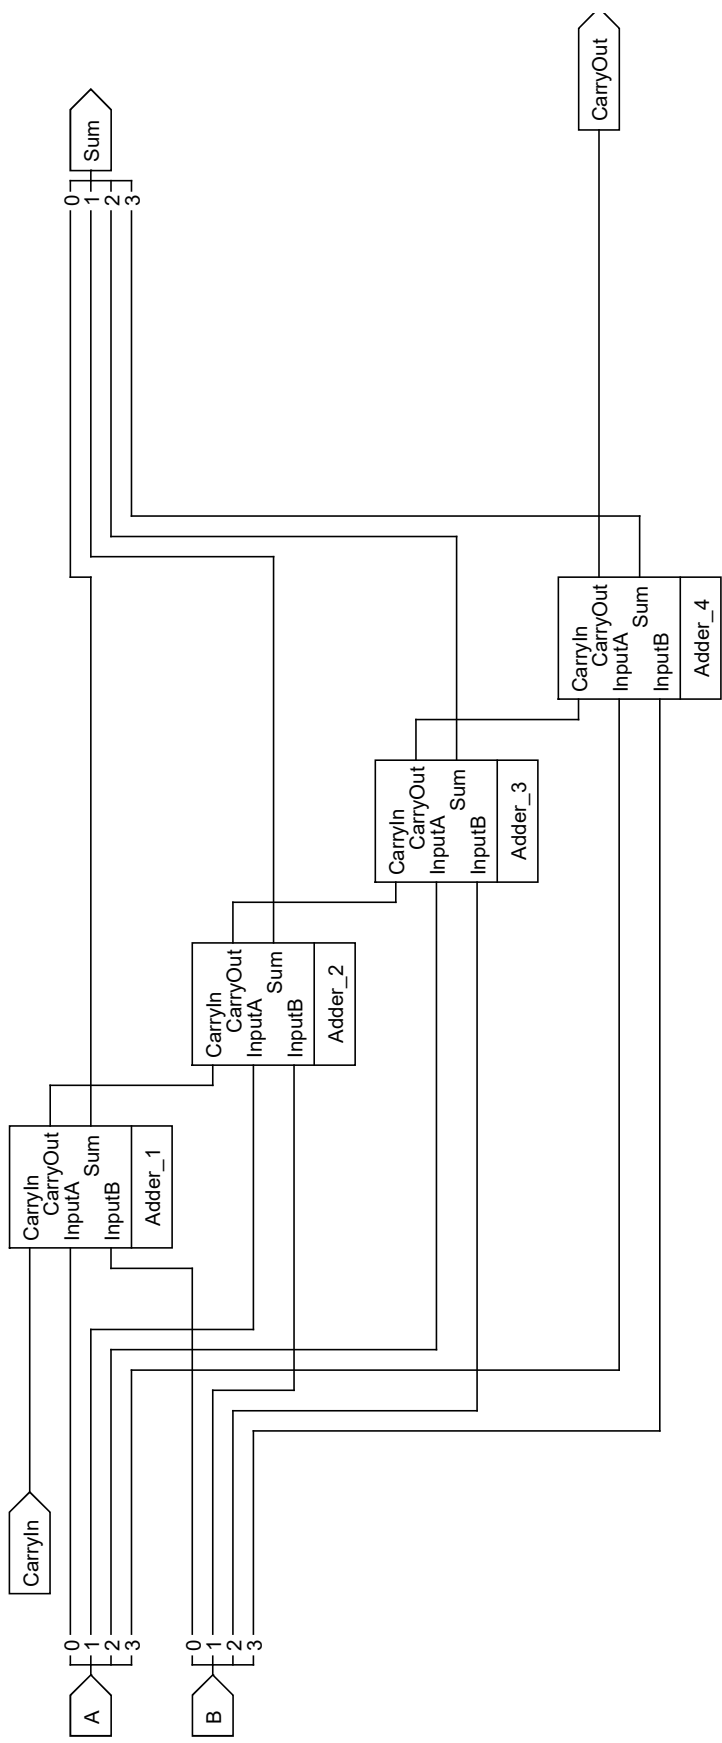 CarryIn
A
0
1
2
3
B
0
1
2
3
CarryIn
CarryOut
InputA
Sum
InputB
Adder_1
CarryIn
CarryOut
InputA
Sum
InputB
Adder_2
CarryIn
CarryOut
InputA
Sum
InputB
Adder_3
CarryIn
CarryOut
InputA
Sum
InputB
Adder_4
0
1
2
3
Sum
CarryOut